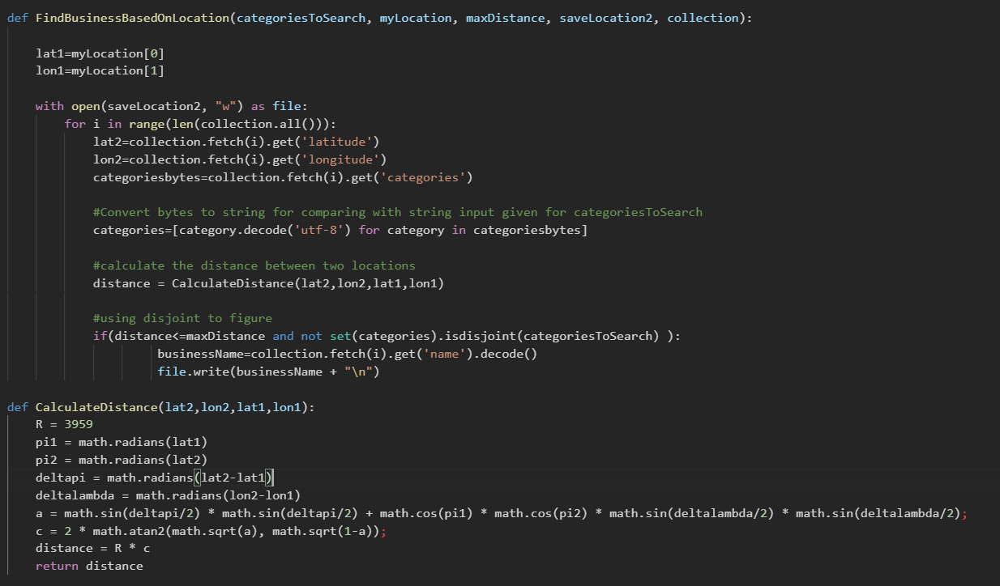 def FindBusinessBasedOnLocation(categoriesToSearch, myLocation, maxDistance, saveLocation2, collection):
lat1=myLocation[0]
lon1=myLocation[1]
with open(saveLocation2, "w") as file:
for i in range(len(collection.all())):
lat2=collection.fetch(i).get('latitude')
lon2=collection.fetch(i).get('longitude')
categoriesbytes=collection.fetch(i).get('categories')
#Convert bytes to string for comparing with string input given for categoriesToSearch
categories=[category.decode('utf-8') for category in categoriesbytes]
#calculate the distance between two locations
distance = CalculateDistance(lat2,lon2,lat1,lon1)
#using disjoint to figure
if(distance<=maxDistance and not set(categories).isdisjoint(categoriesToSearch) ):
businessName=collection.fetch(i).get('name').decode()
file.write(businessName + "\n")
def CalculateDistance(lat2,lon2,lat1,lon1):
R = 3959
pi1 = math.radians(lat1)
pi2 = math.radians(lat2)
deltapi = math.radians(lat2-lat1)
deltalambda = math.radians(lon2-lon1)
a = math.sin(deltapi/2) * math.sin(deltapi/2) + math.cos(pi1) * math.cos(pi2) * math.sin(deltalambda/2) * math.sin(deltalambda/2);
c = 2 * math.atan2(math.sqrt(a), math.sqrt(1-a));
distance = R * c
return distance